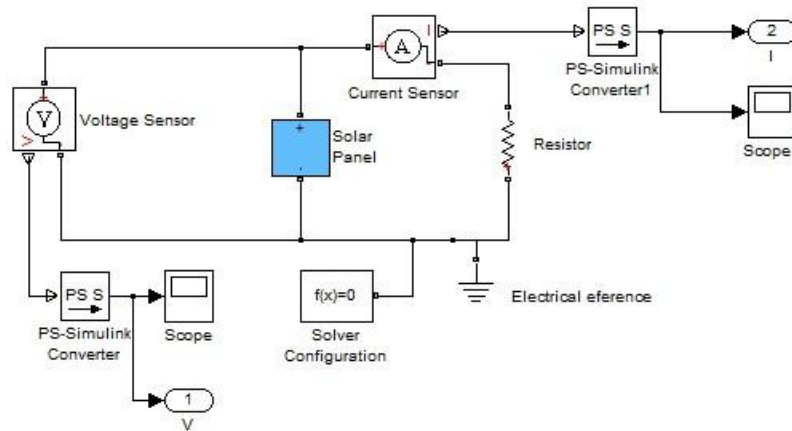 PS S
2
I
PS-Simulink
Converter1
I
A
Current Sensor
Scope
V
V
Voltage Sensor
+
-
Solar
Panel
Resistor
PS S
PS-Simulink
Converter
Scope
f(x)=0
Solver
Configuration
Electrical eference
1
V